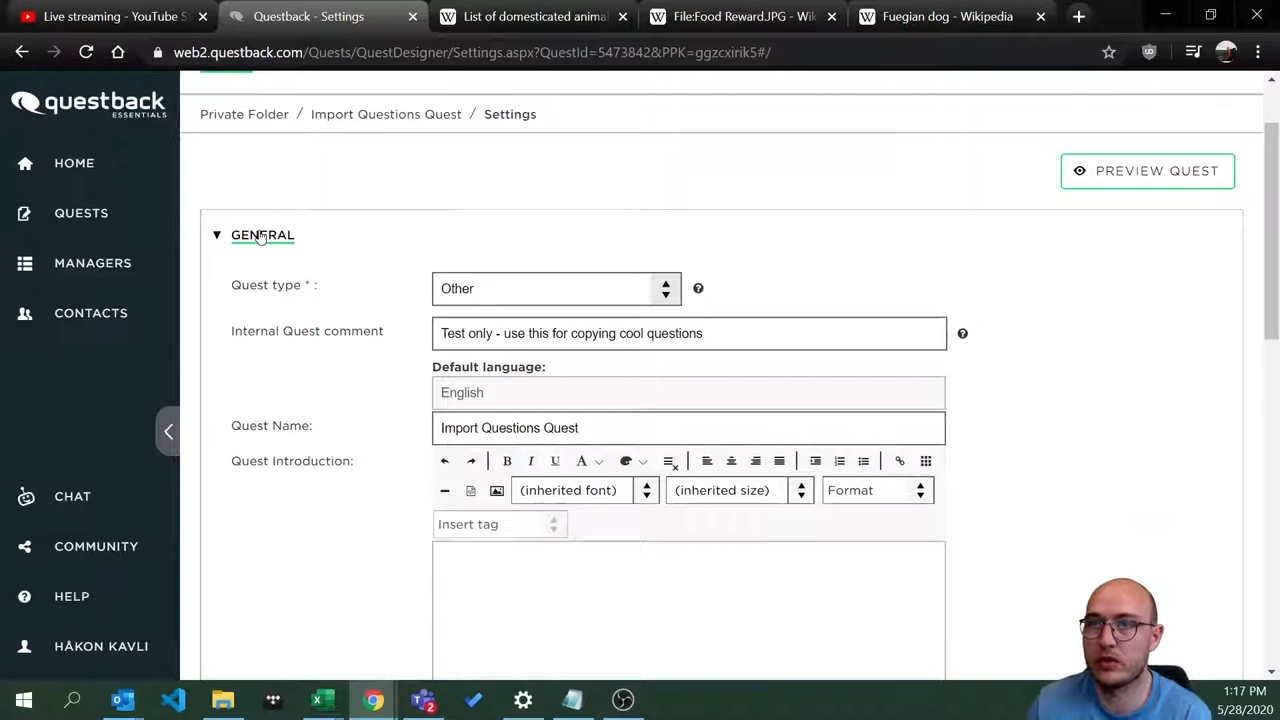 Live streaming - YouTube S
Questback - Settings
List of domesticated animal
File:Food Reward.JPG - Wik
Fuegian dog - Wikipedia
web2.questback.com/Quests/QuestDesigner/Settings.aspx?QuestId=5473842&PPK=ggzcxirik5#/
questback
ESSENTIALS
HOME
QUESTS
MANAGERS
CONTACTS
CHAT
COMMUNITY
HELP
HÅKON KAVLI
Private Folder / Import Questions Quest / Settings
PREVIEW QUEST
GENERAL
Quest type * :
Other
Internal Quest comment
Test only - use this for copying cool questions
Default language:
English
Quest Name:
Import Questions Quest
Quest Introduction:
B I U A
(inherited font)
(inherited size)
Format
Insert tag
2
1:17 PM
5/28/2020